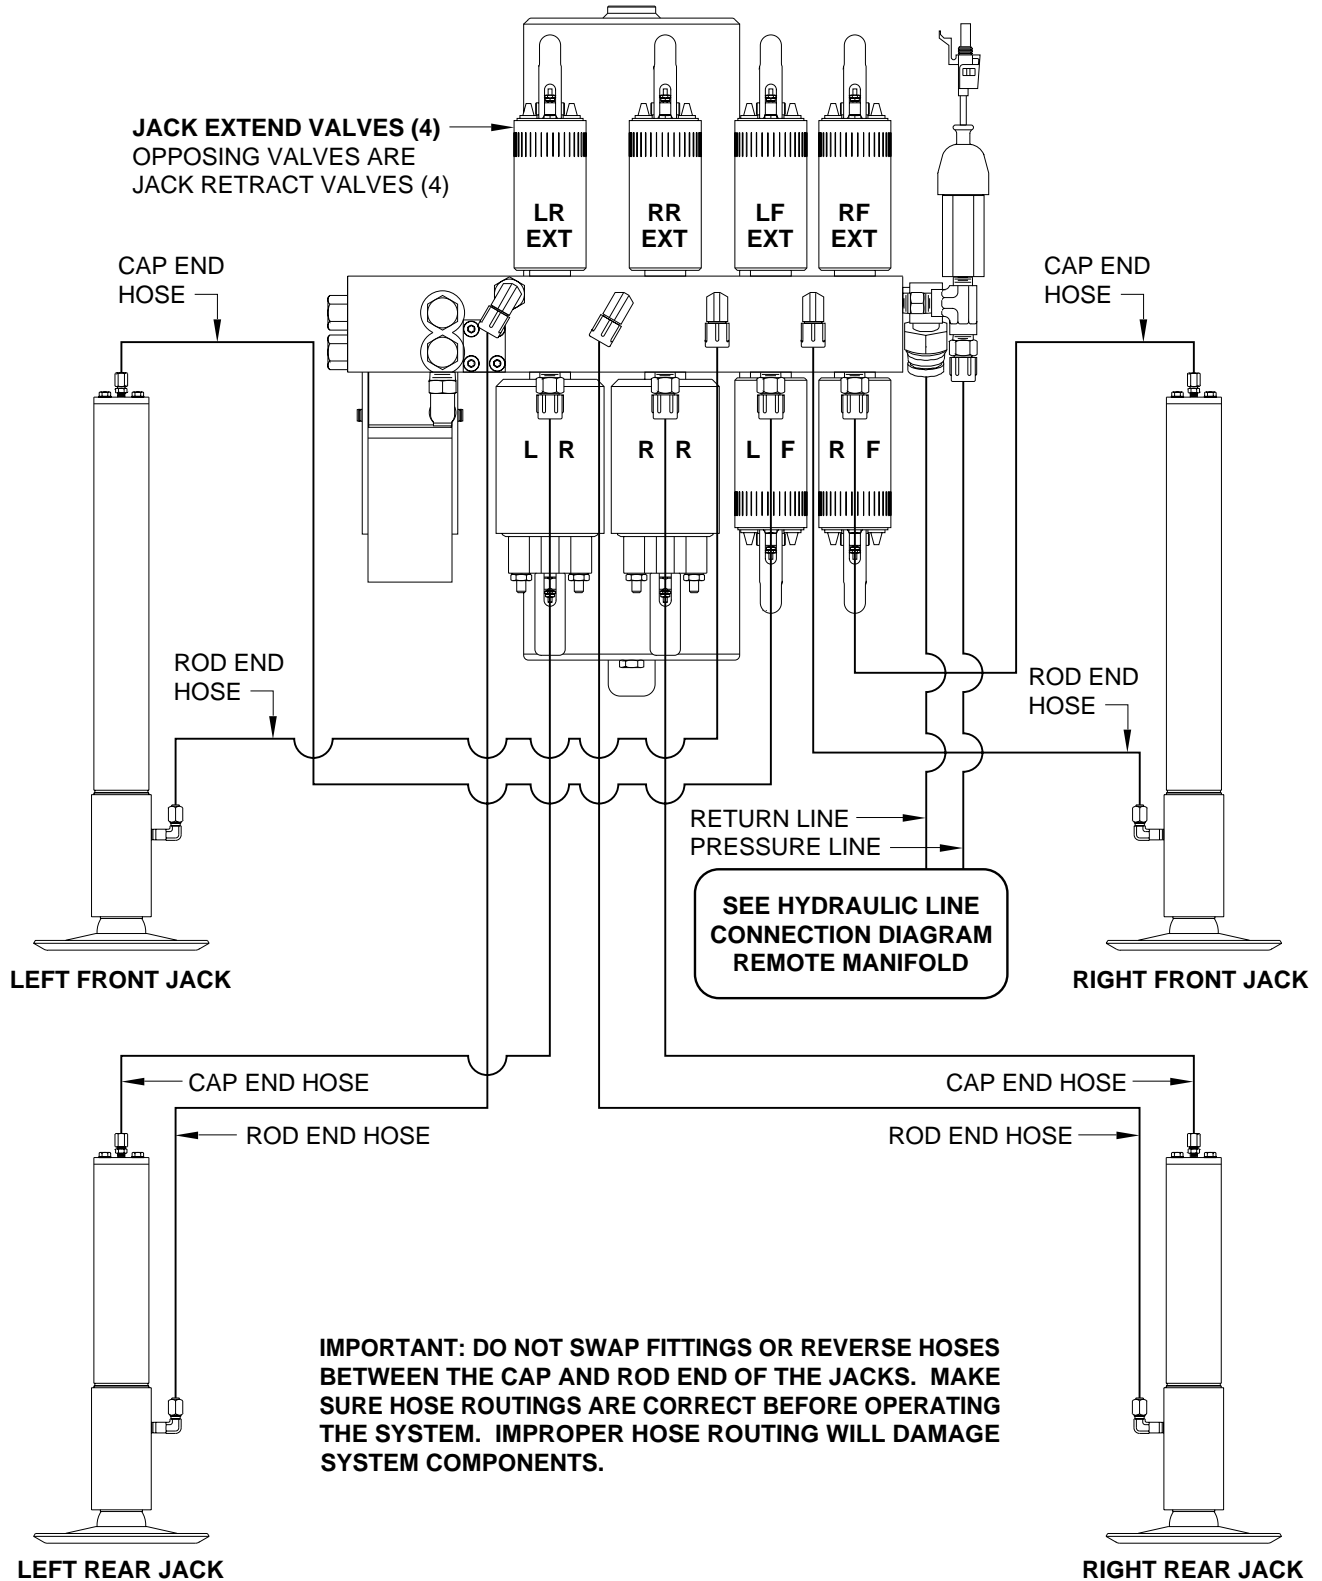 JACK EXTEND VALVES (4)
OPPOSING VALVES ARE
JACK RETRACT VALVES (4)
LR
EXT
RR
EXT
LF
EXT
RF
EXT
CAP END
HOSE
CAP END
HOSE
L R
R R
L F
R F
ROD END
HOSE
ROD END
HOSE
RETURN LINE
PRESSURE LINE
SEE HYDRAULIC LINE
CONNECTION DIAGRAM
REMOTE MANIFOLD
LEFT FRONT JACK
RIGHT FRONT JACK
CAP END HOSE
CAP END HOSE
ROD END HOSE
ROD END HOSE
IMPORTANT: DO NOT SWAP FITTINGS OR REVERSE HOSES
BETWEEN THE CAP AND ROD END OF THE JACKS.  MAKE
SURE HOSE ROUTINGS ARE CORRECT BEFORE OPERATING
THE SYSTEM.  IMPROPER HOSE ROUTING WILL DAMAGE
SYSTEM COMPONENTS.
LEFT REAR JACK
RIGHT REAR JACK